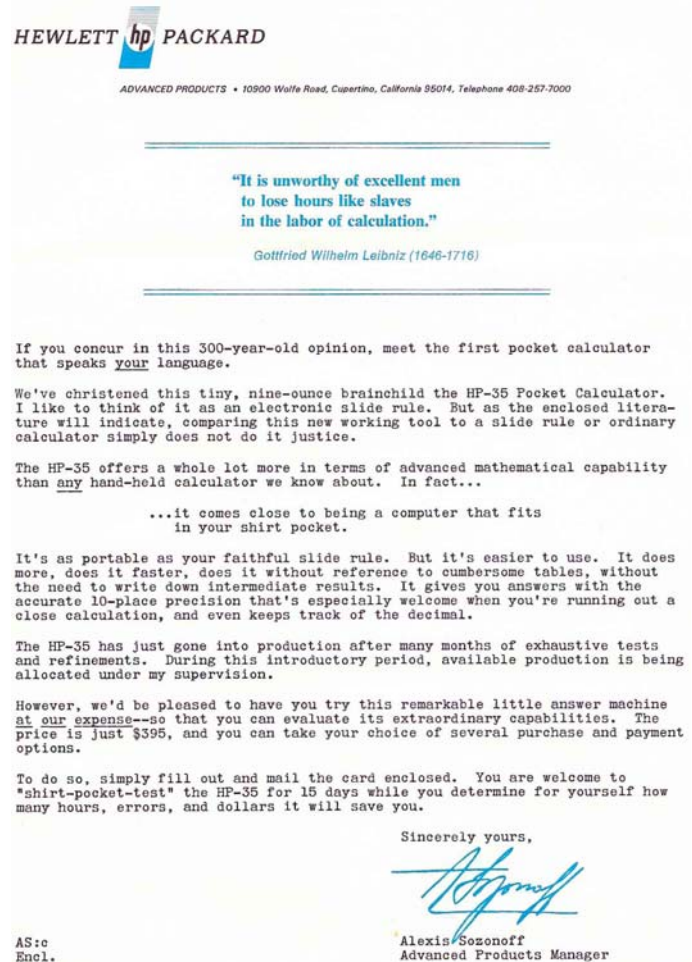 HEWLETT hp PACKARD
ADVANCED PRODUCTS • 10900 Wolfe Road, Cupertino, California 95014, Telephone 408-257-7000
“It is unworthy of excellent men
to lose hours like slaves
in the labor of calculation.”
Gottfried Wilhelm Leibniz (1646-1716)
If you concur in this 300-year-old opinion, meet the first pocket calculator
that speaks your language.
We've christened this tiny, nine-ounce brainchild the HP-35 Pocket Calculator.
I like to think of it as an electronic slide rule. But as the enclosed litera-
ture will indicate, comparing this new working tool to a slide rule or ordinary
calculator simply does not do it justice.
The HP-35 offers a whole lot more in terms of advanced mathematical capability
than any hand-held calculator we know about. In fact...
...it comes close to being a computer that fits
in your shirt pocket.
It's as portable as your faithful slide rule. But it's easier to use. It does
more, does it faster, does it without reference to cumbersome tables, without
the need to write down intermediate results. It gives you answers with the
accurate 10-place precision that's especially welcome when you're running out a
close calculation, and even keeps track of the decimal.
The HP-35 has just gone into production after many months of exhaustive tests
and refinements. During this introductory period, available production is being
allocated under my supervision.
However, we'd be pleased to have you try this remarkable little answer machine
at our expense--so that you can evaluate its extraordinary capabilities. The
price is just $395, and you can take your choice of several purchase and payment
options.
To do so, simply fill out and mail the card enclosed. You are welcome to
"shirt-pocket-test" the HP-35 for 15 days while you determine for yourself how
many hours, errors, and dollars it will save you.
Sincerely yours,
ASozonoff
Alexis Sozonoff
Advanced Products Manager
AS:c
Encl.